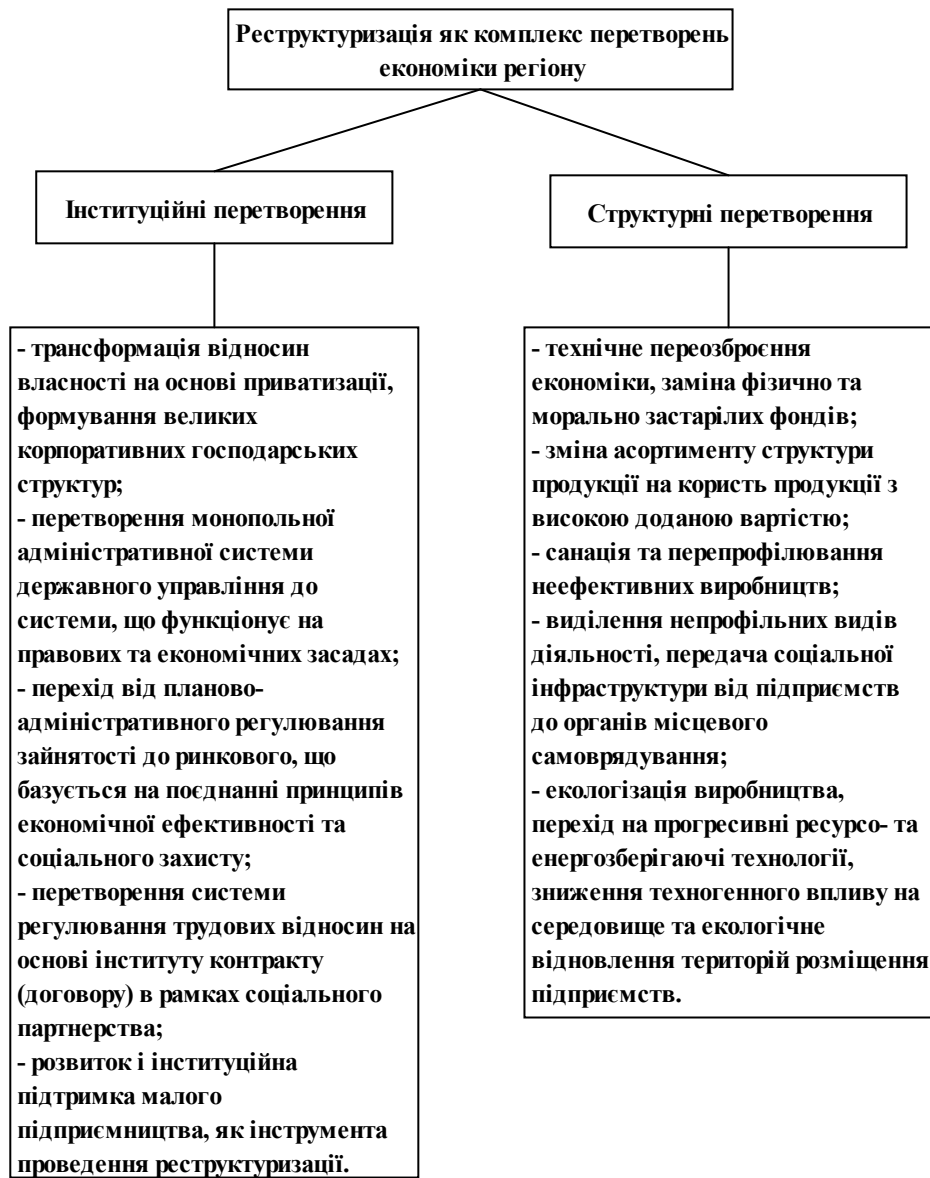 Реструктуризація як комплекс перетворень
економіки регіону
Інституційні перетворення
Структурні перетворення
- трансформація відносин
власності на основі приватизації,
формування великих
корпоративних господарських
структур;
- перетворення монопольної
адміністративної системи
державного управління до
системи, що функціонує на
правових та економічних засадах;
- перехід від планово-
адміністративного регулювання
зайнятості до ринкового, що
базується на поєднанні принципів
економічної ефективності та
соціального захисту;
- перетворення системи
регулювання трудових відносин на
основі інституту контракту
(договору) в рамках соціального
партнерства;
- розвиток і інституційна
підтримка малого
підприємництва, як інструмента
проведення реструктуризації.
- технічне переозброєння
економіки, заміна фізично та
морально застарілих фондів;
- зміна асортименту структури
продукції на користь продукції з
високою доданою вартістю;
- санація та перепрофілювання
неефективних виробництв;
- виділення непрофільних видів
діяльності, передача соціальної
інфраструктури від підприємств
до органів місцевого
самоврядування;
- екологізація виробництва,
перехід на прогресивні ресурсо- та
енергозберігаючі технології,
зниження техногенного впливу на
середовище та екологічне
відновлення територій розміщення
підприємств.